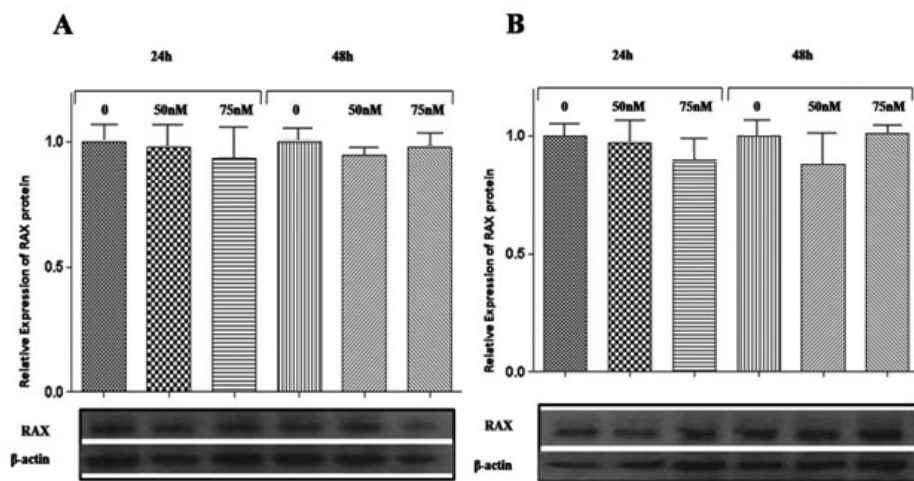 A
24h 48h
0 50nM 75nM 0 50nM 75nM
Relative Expression of RAX protein
1.0
0.5
0.0
RAX
β-actin
B
24h 48h
0 50nM 75nM 0 50nM 75nM
Relative Expression of RAX protein
1.0
0.5
0.0
RAX
β-actin